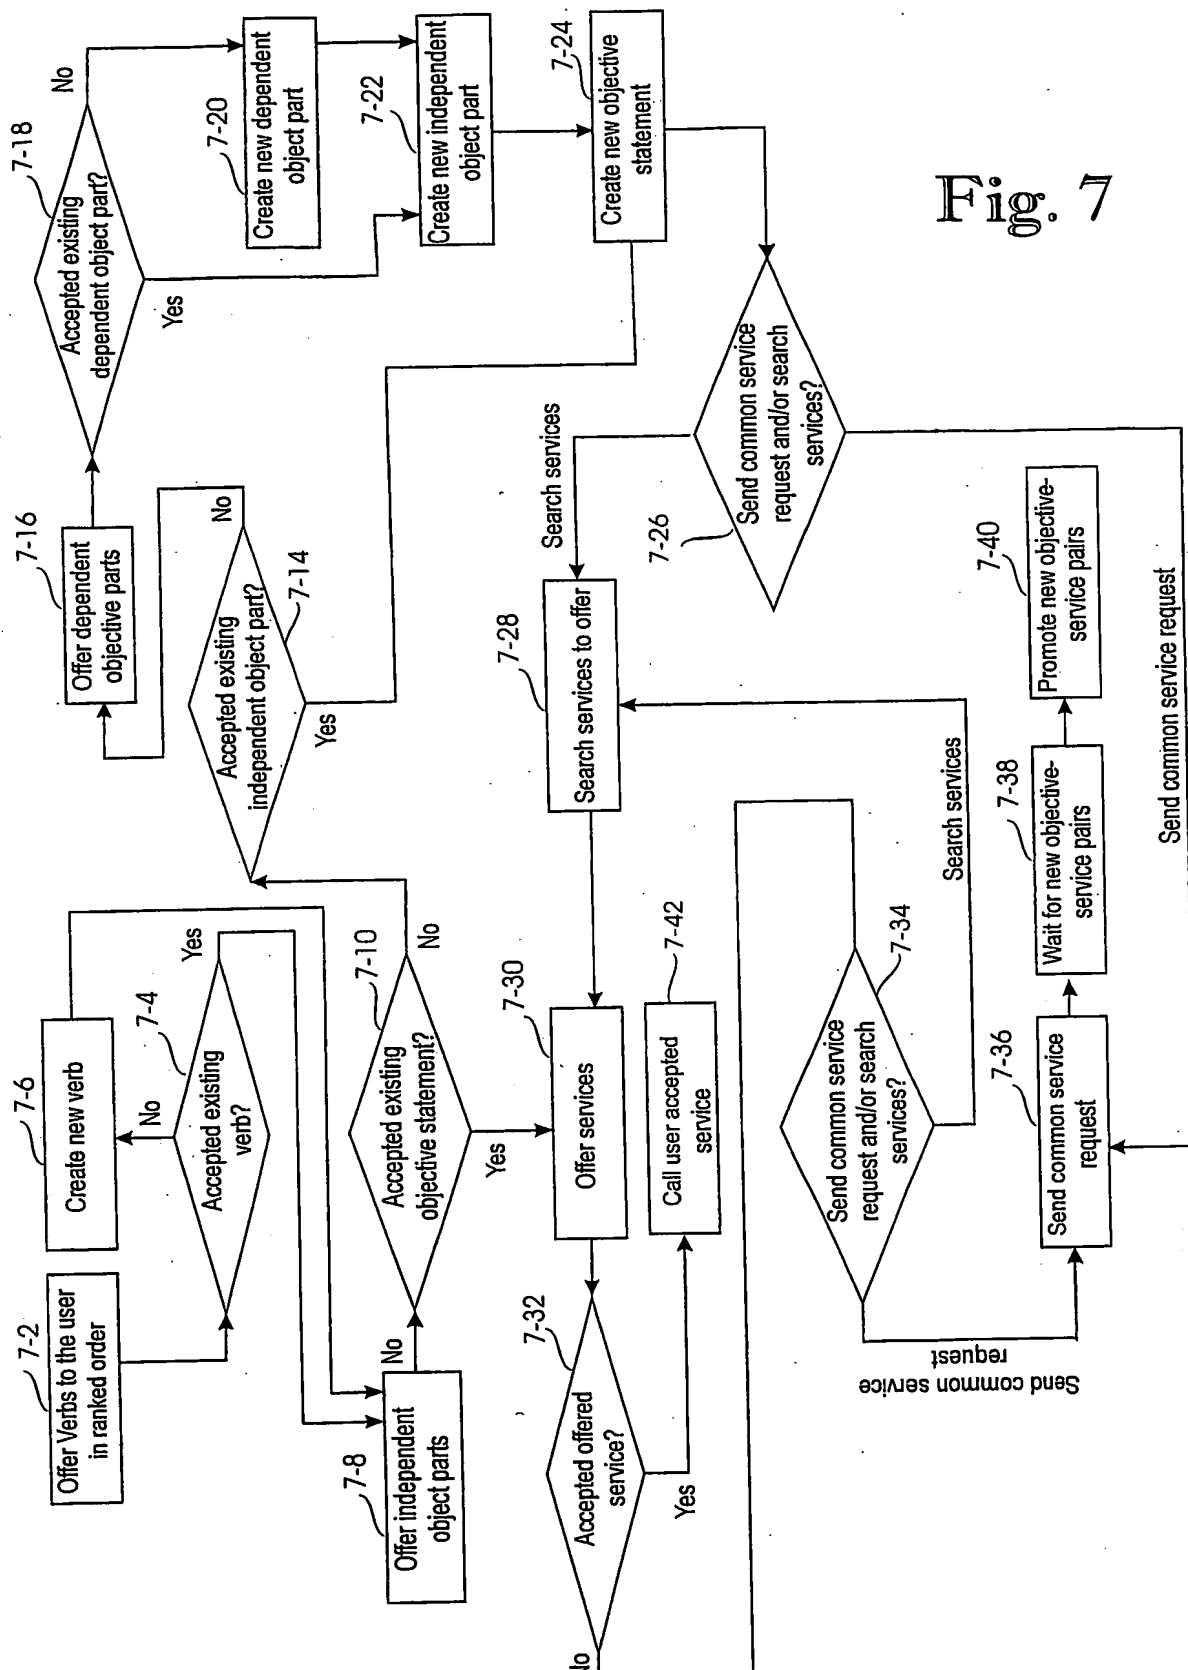 7-2
Offer Verbs to the user
in ranked order
7-6
Create new verb
No
7-4
Accepted existing
verb?
Yes
7-8
Offer independent
object parts
No
7-10
Accepted existing
objective statement?
No
Yes
7-14
Accepted existing
independent object part?
No
Yes
7-16
Offer dependent
objective parts
7-18
Accepted existing
dependent object part?
No
Yes
7-20
Create new dependent
object part
7-22
Create new independent
object part
7-24
Create new objective
statement
7-26
Send common service
request and/or search
services?
Search services
Send common service request
7-28
Search services to offer
7-30
Offer services
7-32
Accepted offered
service?
No
Yes
7-42
Call user accepted
service
7-34
Send common service
request and/or search
services?
Search services
Send common service
request
7-36
Send common service
request
7-38
Wait for new objective-
service pairs
7-40
Promote new objective-
service pairs
Fig. 7